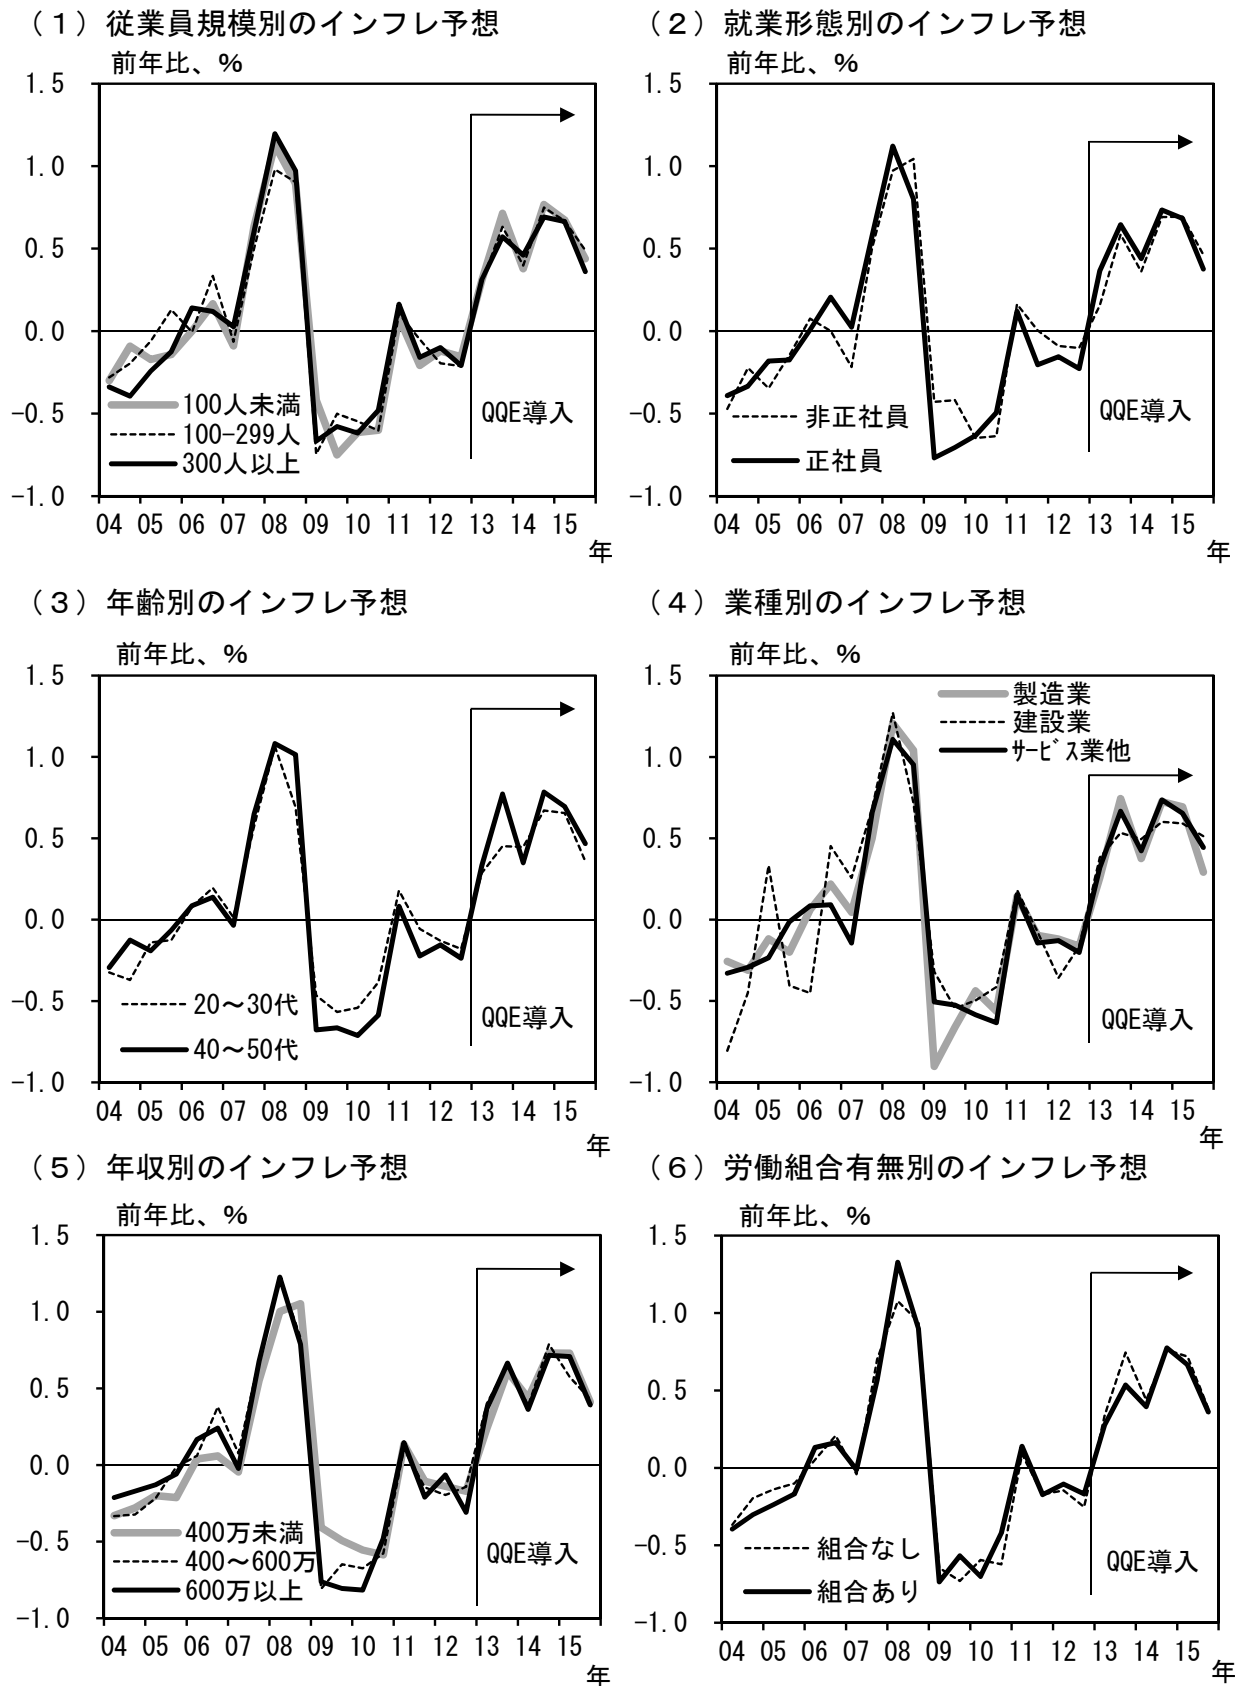 （１）従業員規模別のインフレ予想
前年比、％
1.5
1.0
0.5
0.0
-0.5
-1.0
100人未満
100-299人
300人以上
QQE導入
04 05 06 07 08 09 10 11 12 13 14 15
年
（２）就業形態別のインフレ予想
前年比、％
1.5
1.0
0.5
0.0
-0.5
-1.0
非正社員
正社員
QQE導入
04 05 06 07 08 09 10 11 12 13 14 15
年
（３）年齢別のインフレ予想
前年比、％
1.5
1.0
0.5
0.0
-0.5
-1.0
20～30代
40～50代
QQE導入
04 05 06 07 08 09 10 11 12 13 14 15
年
（４）業種別のインフレ予想
前年比、％
1.5
1.0
0.5
0.0
-0.5
-1.0
製造業
建設業
ｻｰﾋﾞｽ業他
QQE導入
04 05 06 07 08 09 10 11 12 13 14 15
年
（５）年収別のインフレ予想
前年比、％
1.5
1.0
0.5
0.0
-0.5
-1.0
400万未満
400～600万
600万以上
QQE導入
04 05 06 07 08 09 10 11 12 13 14 15
年
（６）労働組合有無別のインフレ予想
前年比、％
1.5
1.0
0.5
0.0
-0.5
-1.0
組合なし
組合あり
QQE導入
04 05 06 07 08 09 10 11 12 13 14 15
年